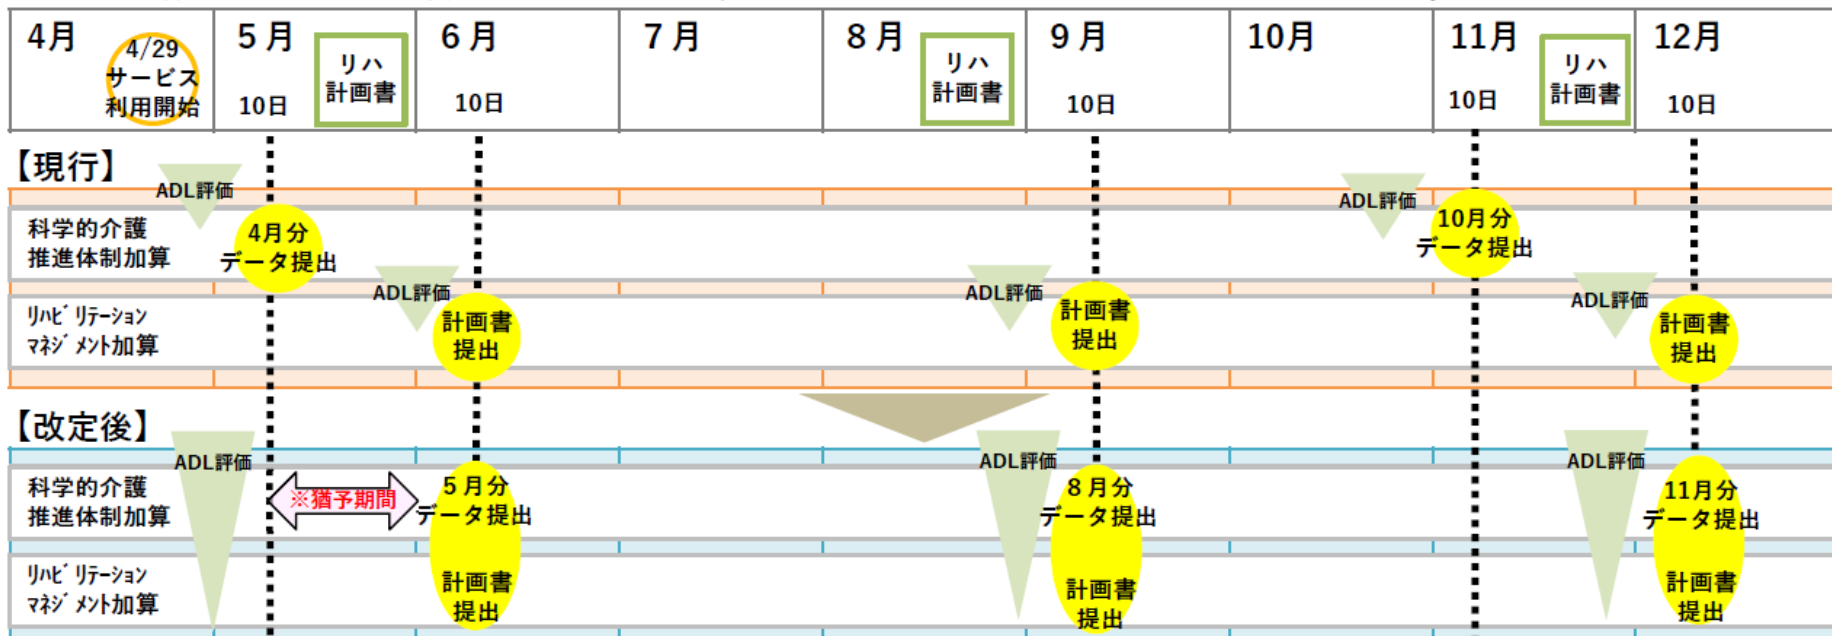 4月
4/29
サービス
利用開始
5月
10日
リハ
計画書
6月
10日
7月
8月
リハ
計画書
9月
10日
10月
11月
10日
リハ
計画書
12月
10日
【現行】
ADL評価
ADL評価
科学的介護
推進体制加算
4月分
データ提出
10月分
データ提出
ADL評価
ADL評価
ADL評価
リハビリテーション
マネジメント加算
計画書
提出
計画書
提出
計画書
提出
【改定後】
ADL評価
ADL評価
ADL評価
科学的介護
推進体制加算
※猶予期間
5月分
データ提出
8月分
データ提出
11月分
データ提出
リハビリテーション
マネジメント加算
計画書
提出
計画書
提出
計画書
提出